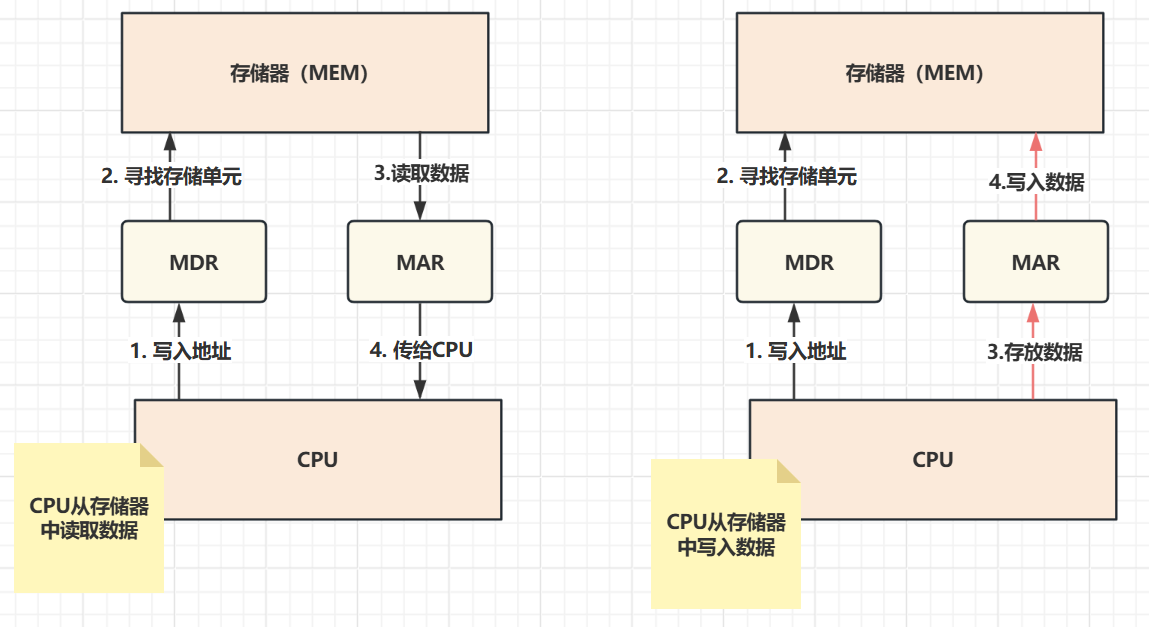 存储器（MEM）
2. 寻找存储单元
3.读取数据
MDR
MAR
1. 写入地址
4. 传给CPU
CPU
CPU从存储器
中读取数据
存储器（MEM）
2. 寻找存储单元
4.写入数据
MDR
MAR
1. 写入地址
3.存放数据
CPU
CPU从存储器
中写入数据